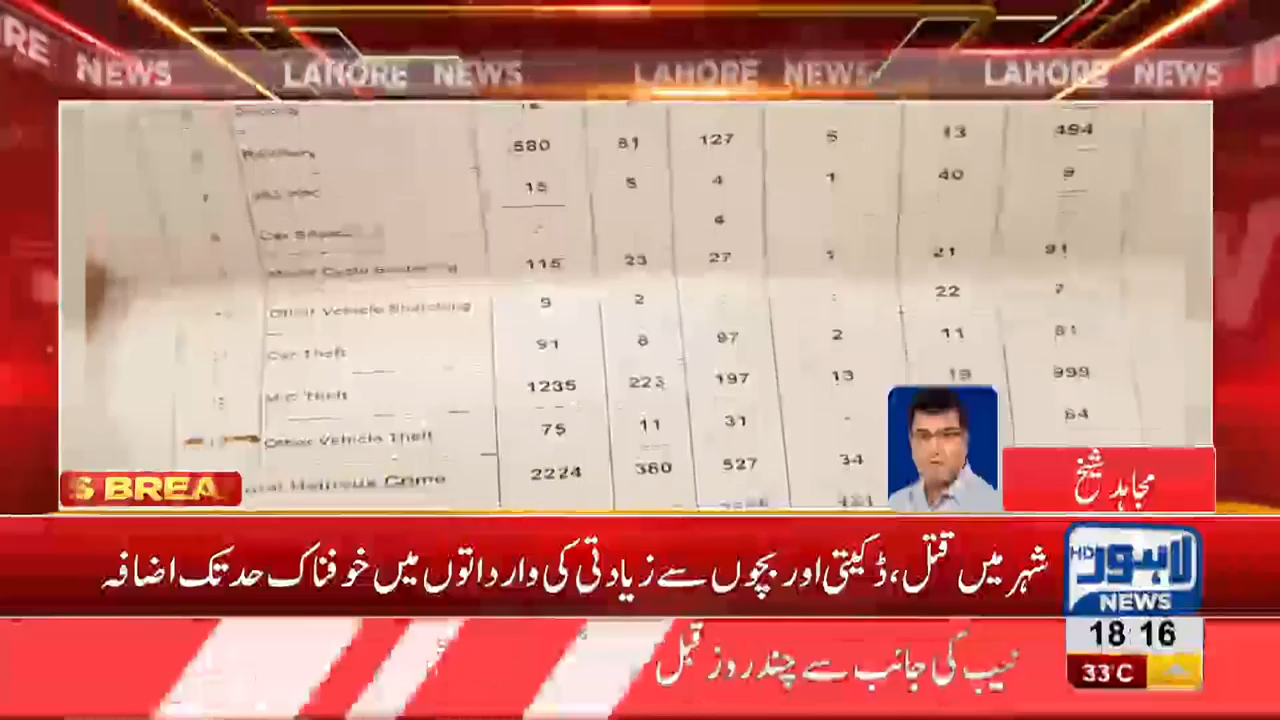 NEWS LAHORE NEWS LAHORE NEWS LAHORE NEWS
580 81 127 5 13 494
15 5 4 1 40 9
4
115 23 27 21 91
Other Vehicle Snatching 9 2 22 7
Car Theft 91 8 97 2 11 81
M.C Theft 1235 223 197 13 19 999
Other Vehicle Theft 75 11 31 - 64
Crime 2224 380 527 34
S BREA
مجاہد شیخ
شہر میں قتل، ڈکیتی اور بچوں سے زیادتی کی وارداتوں میں خوفناک حد تک اضافہ
HD لاہور
NEWS
18:16
33°C
نیب کی جانب سے چند روز قبل